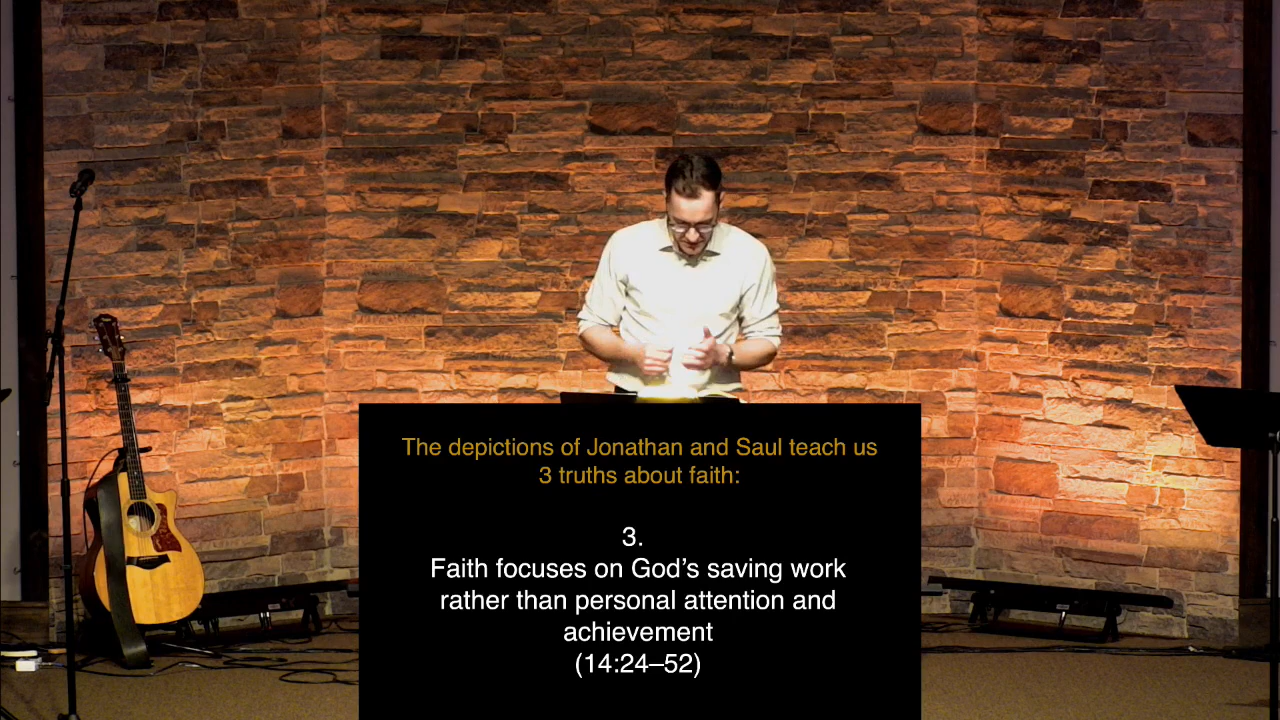 The depictions of Jonathan and Saul teach us
3 truths about faith:
3.
Faith focuses on God’s saving work
rather than personal attention and
achievement
(14:24–52)